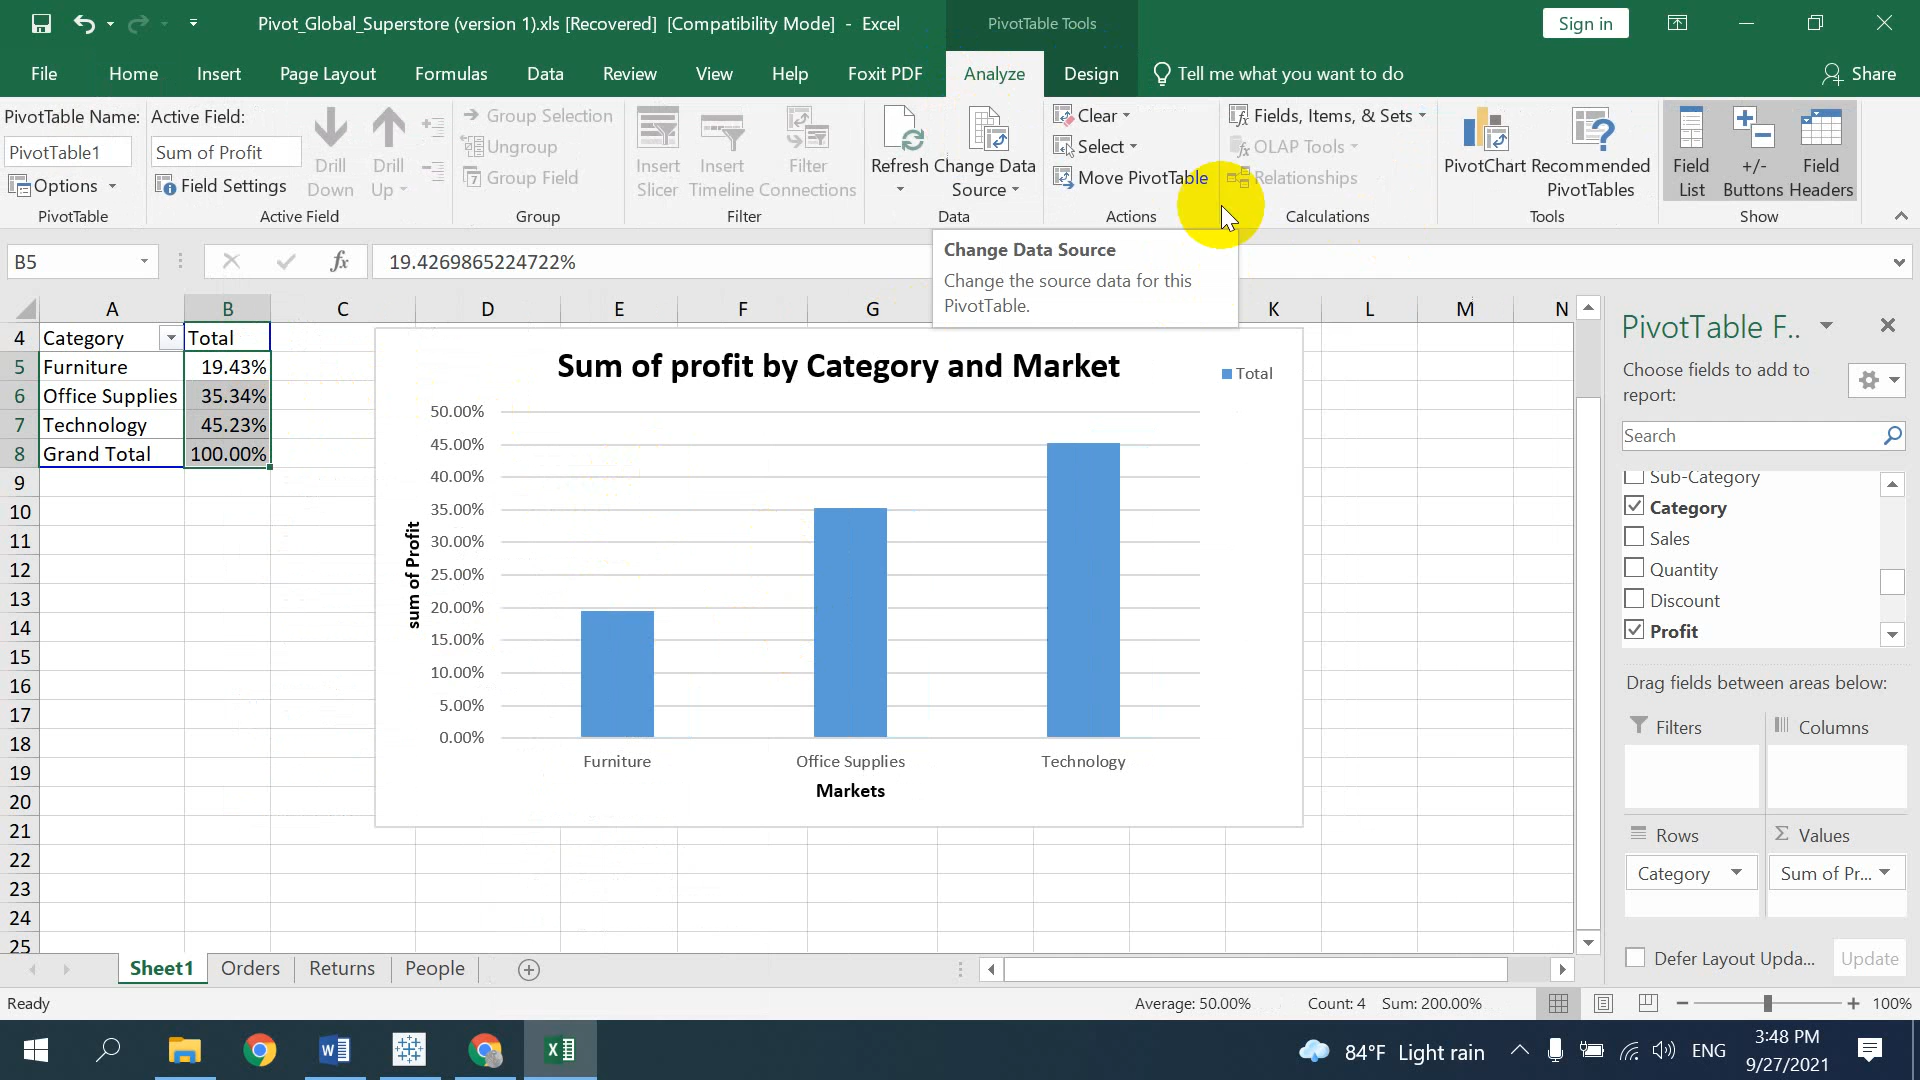 Pivot_Global_Superstore (version 1).xls [Recovered] [Compatibility Mode] - Excel
PivotTable Tools
Sign in
File Home Insert Page Layout Formulas Data Review View Help Foxit PDF Analyze Design Tell me what you want to do Share
PivotTable Name:
PivotTable1
Options
PivotTable
Active Field:
Sum of Profit
Field Settings
Drill Down
Drill Up
Active Field
Group Selection
Ungroup
Group Field
Group
Insert Slicer
Insert Timeline
Filter Connections
Filter
Refresh
Change Data Source
Data
Clear
Select
Move PivotTable
Actions
Fields, Items, & Sets
OLAP Tools
Relationships
Calculations
PivotChart
Recommended PivotTables
Tools
Field List
+/- Buttons
Field Headers
Show
B5
fx
19.4269865224722%
Change Data Source
Change the source data for this
PivotTable.
A B C D E F G K L M N
4 Category Total
5 Furniture 19.43%
6 Office Supplies 35.34%
7 Technology 45.23%
8 Grand Total 100.00%
9
10
11
12
13
14
15
16
17
18
19
20
21
22
23
24
25
Sum of profit by Category and Market
Total
sum of Profit
50.00%
45.00%
40.00%
35.00%
30.00%
25.00%
20.00%
15.00%
10.00%
5.00%
0.00%
Furniture Office Supplies Technology
Markets
PivotTable F..
Choose fields to add to
report:
Search
Sub-Category
Category
Sales
Quantity
Discount
Profit
Drag fields between areas below:
Filters
Columns
Rows
Σ Values
Category
Sum of Pr...
Defer Layout Upda...
Update
Sheet1 Orders Returns People
Ready
Average: 50.00% Count: 4 Sum: 200.00%
100%
84°F Light rain
ENG
3:48 PM
9/27/2021